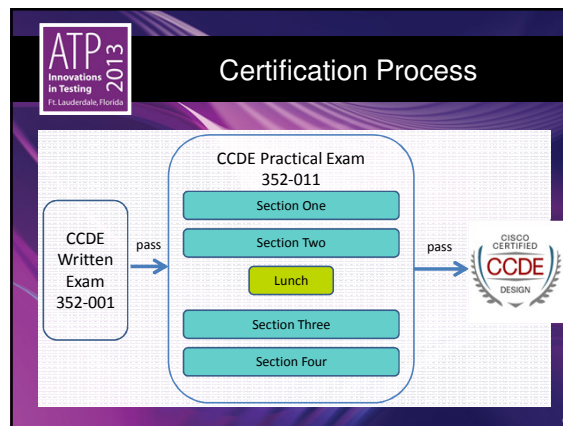 ATP
2013
Innovations
in Testing
Ft. Lauderdale, Florida
Certification Process
CCDE
Written
Exam
352-001
pass
CCDE Practical Exam
352-011
Section One
Section Two
Lunch
Section Three
Section Four
pass
CISCO
CERTIFIED
CCDE
DESIGN